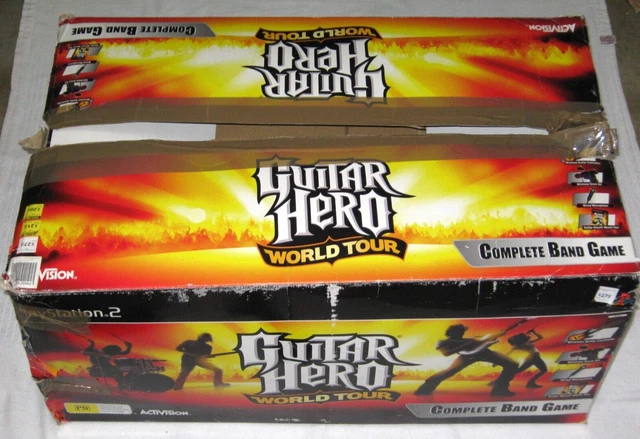 COMPLETE BAND GAME
WORLD TOUR
GUITAR HERO
ACTIVISION
GUITAR
HERO
WORLD TOUR
COMPLETE BAND GAME
VISION.
1270
PlayStation.2
GUITAR
HERO
WORLD TOUR
ACTIVISION.
COMPLETE BAND GAME